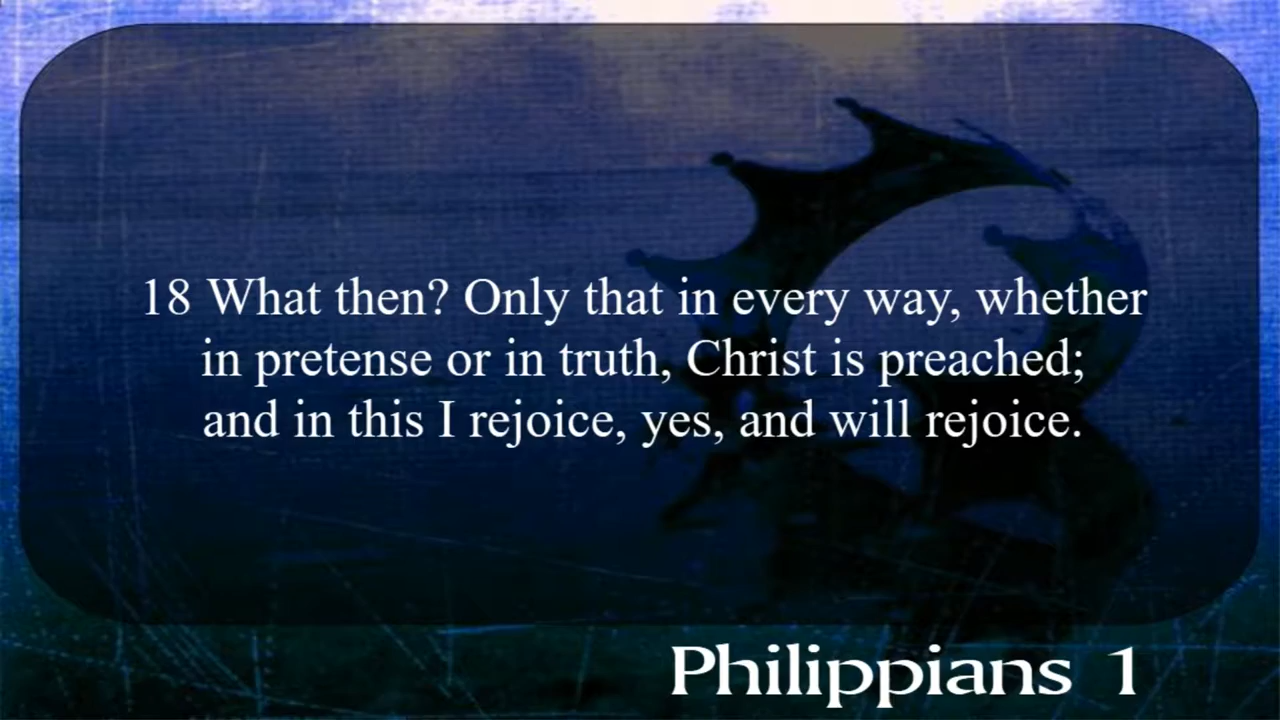 18 What then? Only that in every way, whether
in pretense or in truth, Christ is preached;
and in this I rejoice, yes, and will rejoice.
Philippians 1